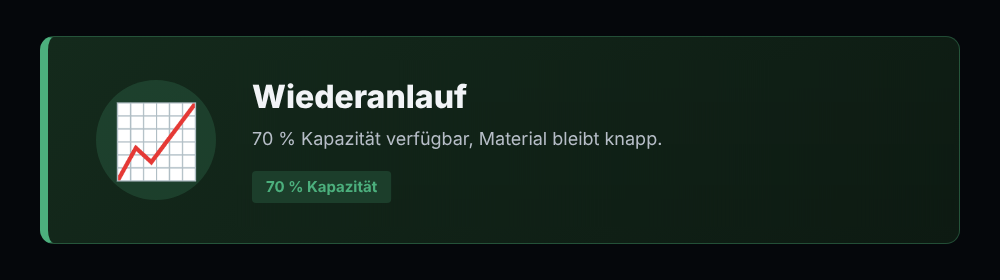 Wiederanlauf
70 % Kapazität verfügbar, Material bleibt knapp.
70 % Kapazität